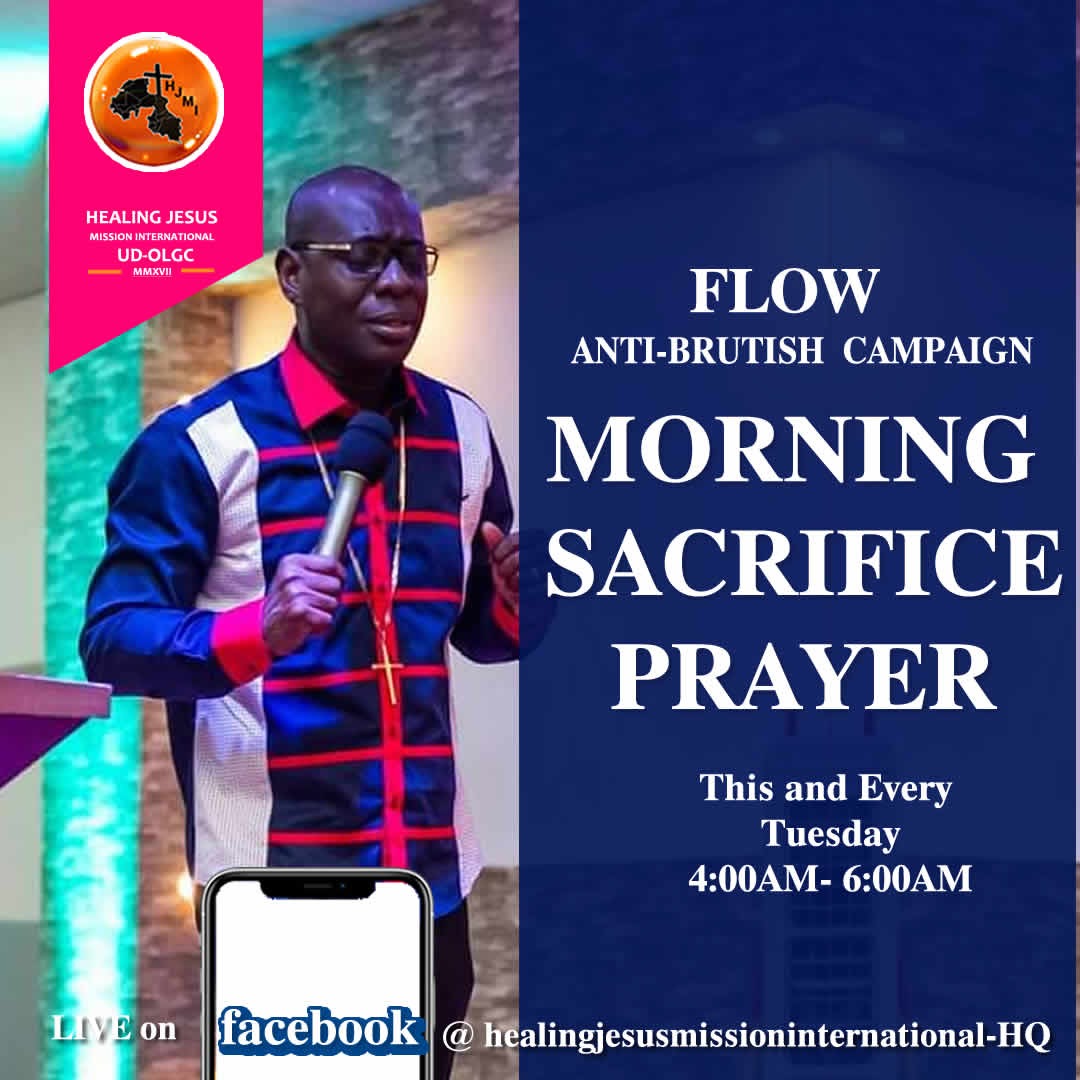 HJMI
HEALING JESUS
MISSION INTERNATIONAL
UD-OLGC
MMXVII
FLOW
ANTI-BRUTISH CAMPAIGN
MORNING
SACRIFICE
PRAYER
This and Every
Tuesday
4:00AM- 6:00AM
LIVE on facebook @ healingjesusmissioninternational-HQ